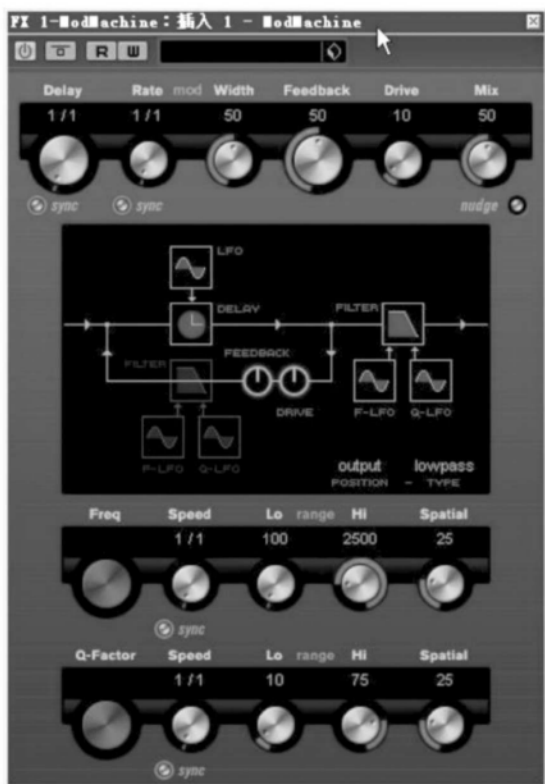 FX 1-ModMachine：插入 1 - ModMachine
R W
Delay Rate mod Width Feedback Drive Mix
1/1 1/1 50 50 10 50
sync sync nudge
LFO
DELAY FILTER
FEEDBACK
FILTER
DRIVE F-LFO Q-LFO
F-LFO Q-LFO
output lowpass
POSITION - TYPE
Freq Speed Lo range Hi Spatial
1/1 100 2500 25
sync
Q-Factor Speed Lo range Hi Spatial
1/1 10 75 25
sync